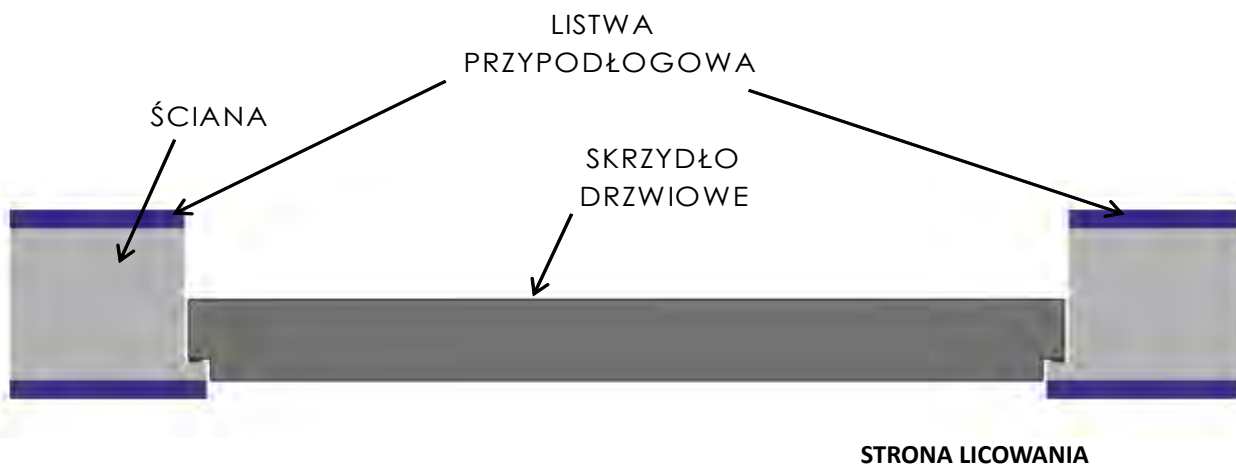 LISTWA
PRZYPODŁOGOWA
ŚCIANA
SKRZYDŁO
DRZWIOWE
STRONA LICOWANIA